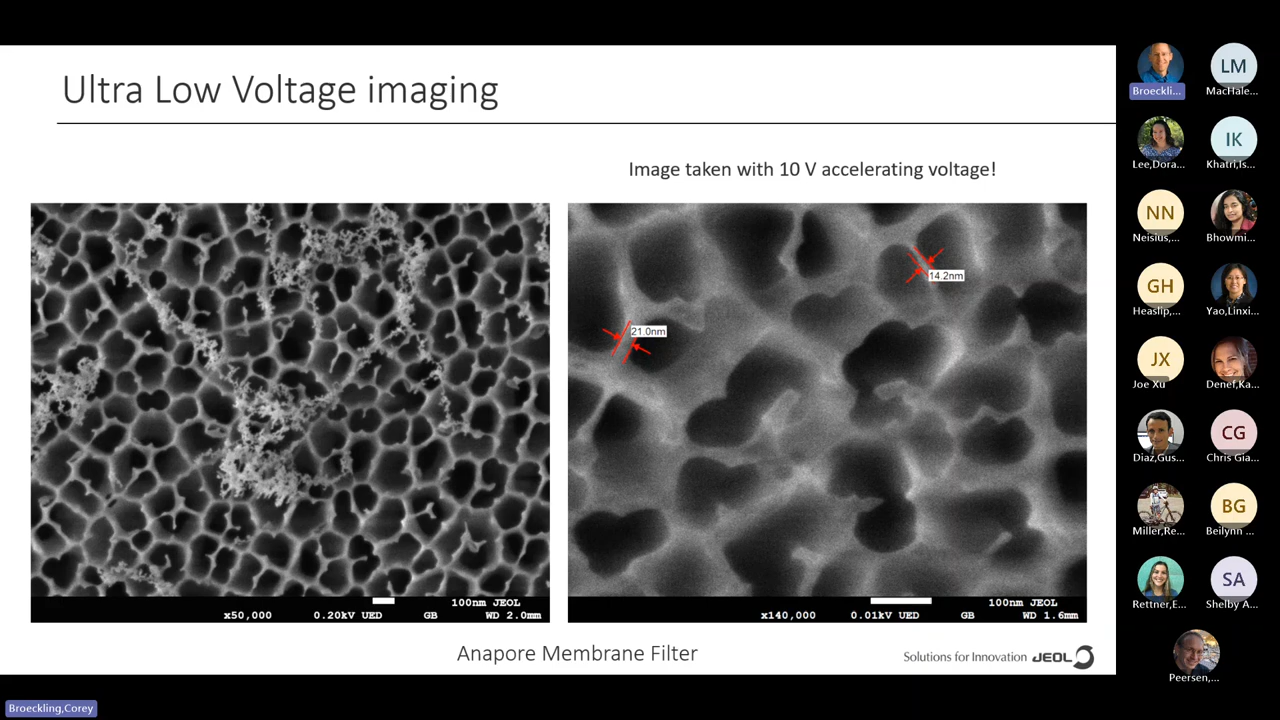 Ultra Low Voltage imaging
Image taken with 10 V accelerating voltage!
14.2nm
21.0nm
100nm JEOL
x50,000 0.20kV UED GB WD 2.0mm
100nm JEOL
x140,000 0.01kV UED GB WD 1.6mm
Anapore Membrane Filter
Solutions for Innovation JEOL
Broeckli...
LM
MacHale...
Lee,Dora...
IK
Khatri,Is...
NN
Neisius,...
Bhowmi...
GH
Heaslip,...
Yao,Linxi...
JX
Joe Xu
Denef,Ka...
Diaz,Gus...
CG
Chris Gia...
Miller,Re...
BG
Beilynn ...
Rettner,E...
SA
Shelby A...
Peersen,...
Broeckling,Corey